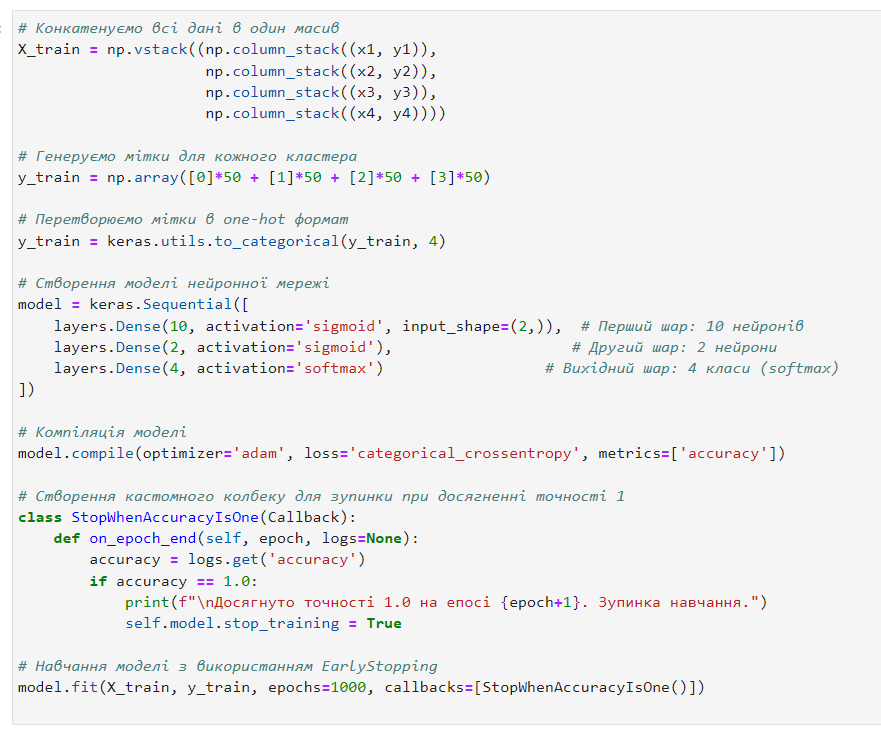 # Конкатенуємо всі дані в один масив
X_train = np.vstack((np.column_stack((x1, y1)),
                     np.column_stack((x2, y2)),
                     np.column_stack((x3, y3)),
                     np.column_stack((x4, y4))))

# Генеруємо мітки для кожного кластера
y_train = np.array([0]*50 + [1]*50 + [2]*50 + [3]*50)

# Перетворюємо мітки в one-hot формат
y_train = keras.utils.to_categorical(y_train, 4)

# Створення моделі нейронної мережі
model = keras.Sequential([
    layers.Dense(10, activation='sigmoid', input_shape=(2,)),  # Перший шар: 10 нейронів
    layers.Dense(2, activation='sigmoid'),                    # Другий шар: 2 нейрони
    layers.Dense(4, activation='softmax')                  # Вихідний шар: 4 класи (softmax)
])

# Компіляція моделі
model.compile(optimizer='adam', loss='categorical_crossentropy', metrics=['accuracy'])

# Створення кастомного колбеку для зупинки при досягненні точності 1
class StopWhenAccuracyIsOne(Callback):
    def on_epoch_end(self, epoch, logs=None):
        accuracy = logs.get('accuracy')
        if accuracy == 1.0:
            print(f"\nДосягнуто точності 1.0 на епосі {epoch+1}. Зупинка навчання.")
            self.model.stop_training = True

# Навчання моделі з використанням EarlyStopping
model.fit(X_train, y_train, epochs=1000, callbacks=[StopWhenAccuracyIsOne()])